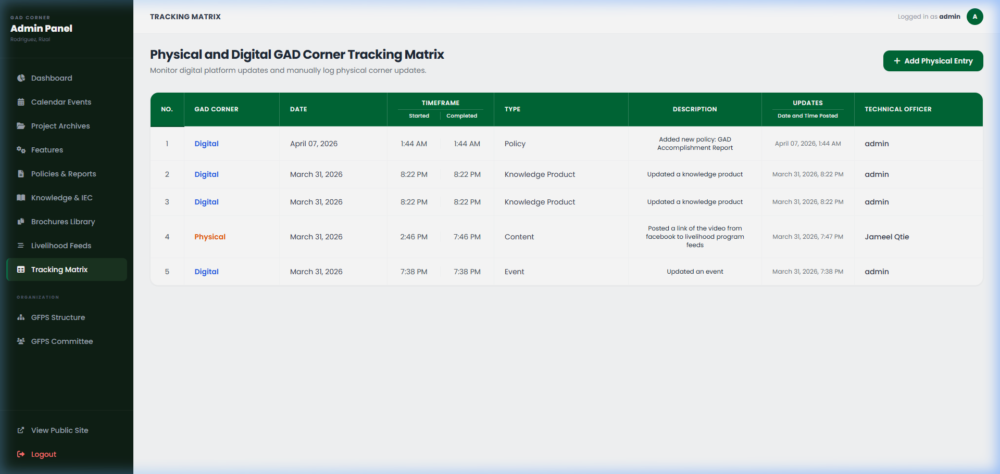 GAD CORNER
Admin Panel
Rodriguez, Rizal
Dashboard
Calendar Events
Project Archives
Features
Policies & Reports
Knowledge & IEC
Brochures Library
Livelihood Feeds
Tracking Matrix
ORGANIZATION
GFPS Structure
GFPS Committee
View Public Site
Logout
TRACKING MATRIX
Logged in as admin A
Physical and Digital GAD Corner Tracking Matrix
Monitor digital platform updates and manually log physical corner updates.
+ Add Physical Entry
NO. GAD CORNER DATE TIMEFRAME TYPE DESCRIPTION UPDATES TECHNICAL OFFICER
Started Completed Date and Time Posted
1 Digital April 07, 2026 1:44 AM 1:44 AM Policy Added new policy: GAD April 07, 2026, 1:44 AM admin
Accomplishment Report
2 Digital March 31, 2026 8:22 PM 8:22 PM Knowledge Product Updated a knowledge product March 31, 2026, 8:22 PM admin
3 Digital March 31, 2026 8:22 PM 8:22 PM Knowledge Product Updated a knowledge product March 31, 2026, 8:22 PM admin
4 Physical March 31, 2026 2:46 PM 7:46 PM Content Posted a link of the video from March 31, 2026, 7:47 PM Jameel Qtie
facebook to livelihood program
feeds
5 Digital March 31, 2026 7:38 PM 7:38 PM Event Updated an event March 31, 2026, 7:38 PM admin